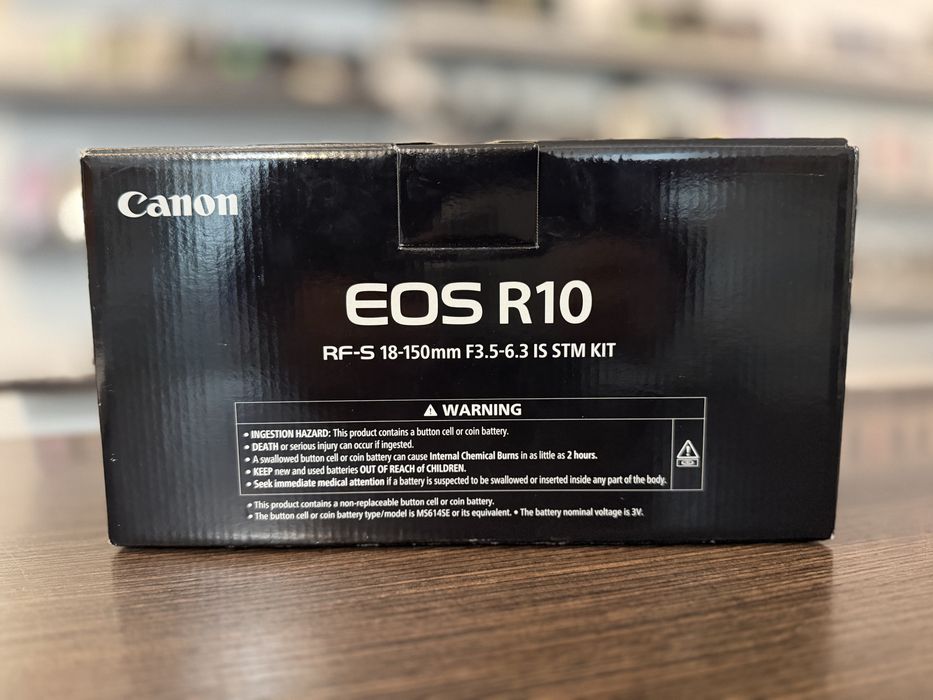 Canon
EOS R10
RF-S 18-150mm F3.5-6.3 IS STM KIT
⚠ WARNING
• INGESTION HAZARD: This product contains a button cell or coin battery.
• DEATH or serious injury can occur if ingested.
• A swallowed button cell or coin battery can cause Internal Chemical Burns in as little as 2 hours.
• KEEP new and used batteries OUT OF REACH of CHILDREN.
• Seek immediate medical attention if a battery is suspected to be swallowed or inserted inside any part of the body.
• This product contains a non-replaceable button cell or coin battery.
• The button cell or coin battery type/model is MS614SE or its equivalent. • The battery nominal voltage is 3V.